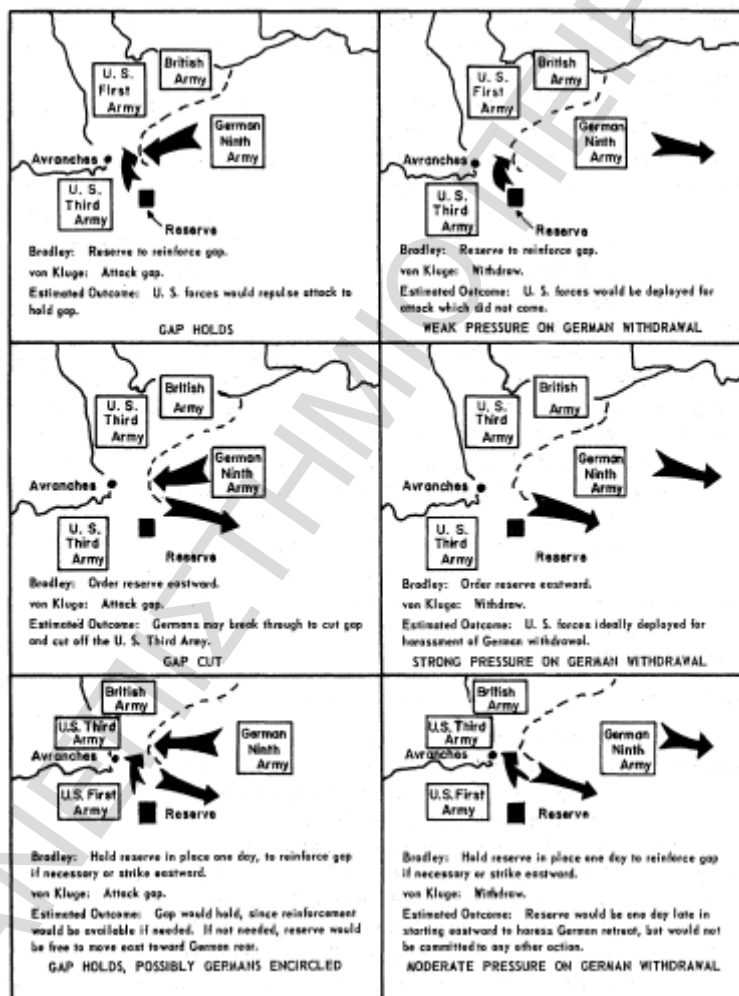 U. S.
First
Army
British
Army
German
Ninth
Army
Avranches
U. S.
Third
Army
Reserve
Bradley: Reserve to reinforce gap.
von Kluge: Attack gap.
Estimated Outcome: U. S. forces would repulse attack to
hold gap.
GAP HOLDS
U. S.
First
Army
British
Army
German
Ninth
Army
Avranches
U. S.
Third
Army
Reserve
Bradley: Reserve to reinforce gap.
von Kluge: Withdraw.
Estimated Outcome: U. S. forces would be deployed for
attack which did not come.
WEAK PRESSURE ON GERMAN WITHDRAWAL
U. S.
Third
Army
British
Army
German
Ninth
Army
Avranches
U. S.
Third
Army
Reserve
Bradley: Order reserve eastward.
von Kluge: Attack gap.
Estimated Outcome: Germans may break through to cut gap
and cut off the U. S. Third Army.
GAP CUT
U. S.
Third
Army
British
Army
German
Ninth
Army
Avranches
U. S.
Third
Army
Reserve
Bradley: Order reserve eastward.
von Kluge: Withdraw.
Estimated Outcome: U. S. forces ideally deployed for
harassment of German withdrawal.
STRONG PRESSURE ON GERMAN WITHDRAWAL
British
Army
U.S. Third
Army
Avranches
German
Ninth
Army
U.S. First
Army
Reserve
Bradley: Hold reserve in place one day, to reinforce gap
if necessary or strike eastward.
von Kluge: Attack gap.
Estimated Outcome: Gap would hold, since reinforcement
would be available if needed. If not needed, reserve would
be free to move east toward German rear.
GAP HOLDS, POSSIBLY GERMANS ENCIRCLED
British
Army
U.S. Third
Army
Avranches
German
Ninth
Army
U.S. First
Army
Reserve
Bradley: Hold reserve in place one day to reinforce gap
if necessary or strike eastward.
von Kluge: Withdraw.
Estimated Outcome: Reserve would be one day late in
starting eastward to harass German retreat, but would not
be committed to any other action.
MODERATE PRESSURE ON GERMAN WITHDRAWAL
ΑΝΕΠΙΣΤΗΜΙΟ